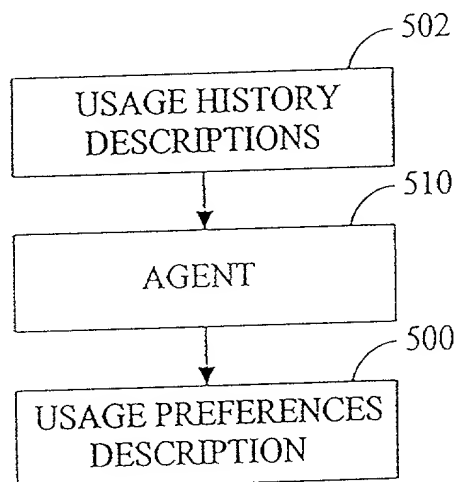 502
USAGE HISTORY
DESCRIPTIONS
510
AGENT
500
USAGE PREFERENCES
DESCRIPTION